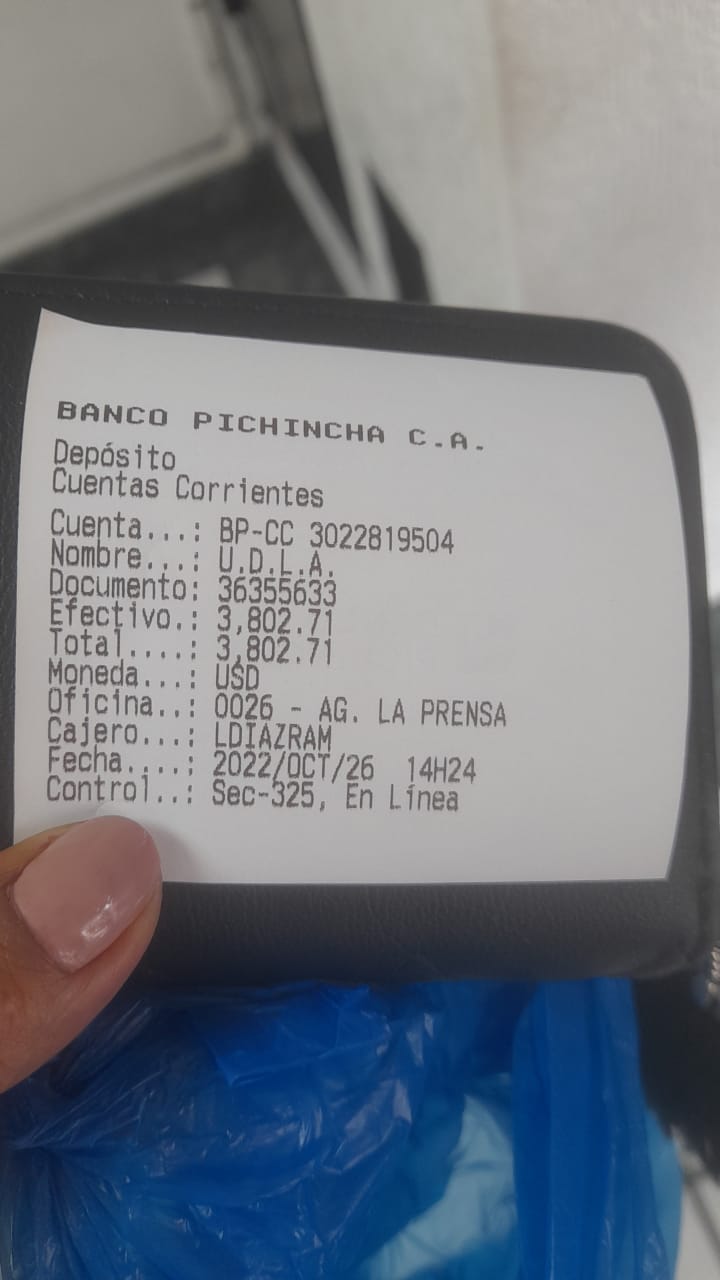 BANCO PICHINCHA C.A.
Depósito
Cuentas Corrientes
Cuenta...: BP-CC 3022819504
Nombre...: U.D.L.A.
Documento: 36355633
Efectivo.: 3,802.71
Total....: 3,802.71
Moneda...: USD
Oficina..: 0026 - AG. LA PRENSA
Cajero...: LDIAZRAM
Fecha....: 2022/OCT/26  14H24
Control..: Sec-325, En Línea